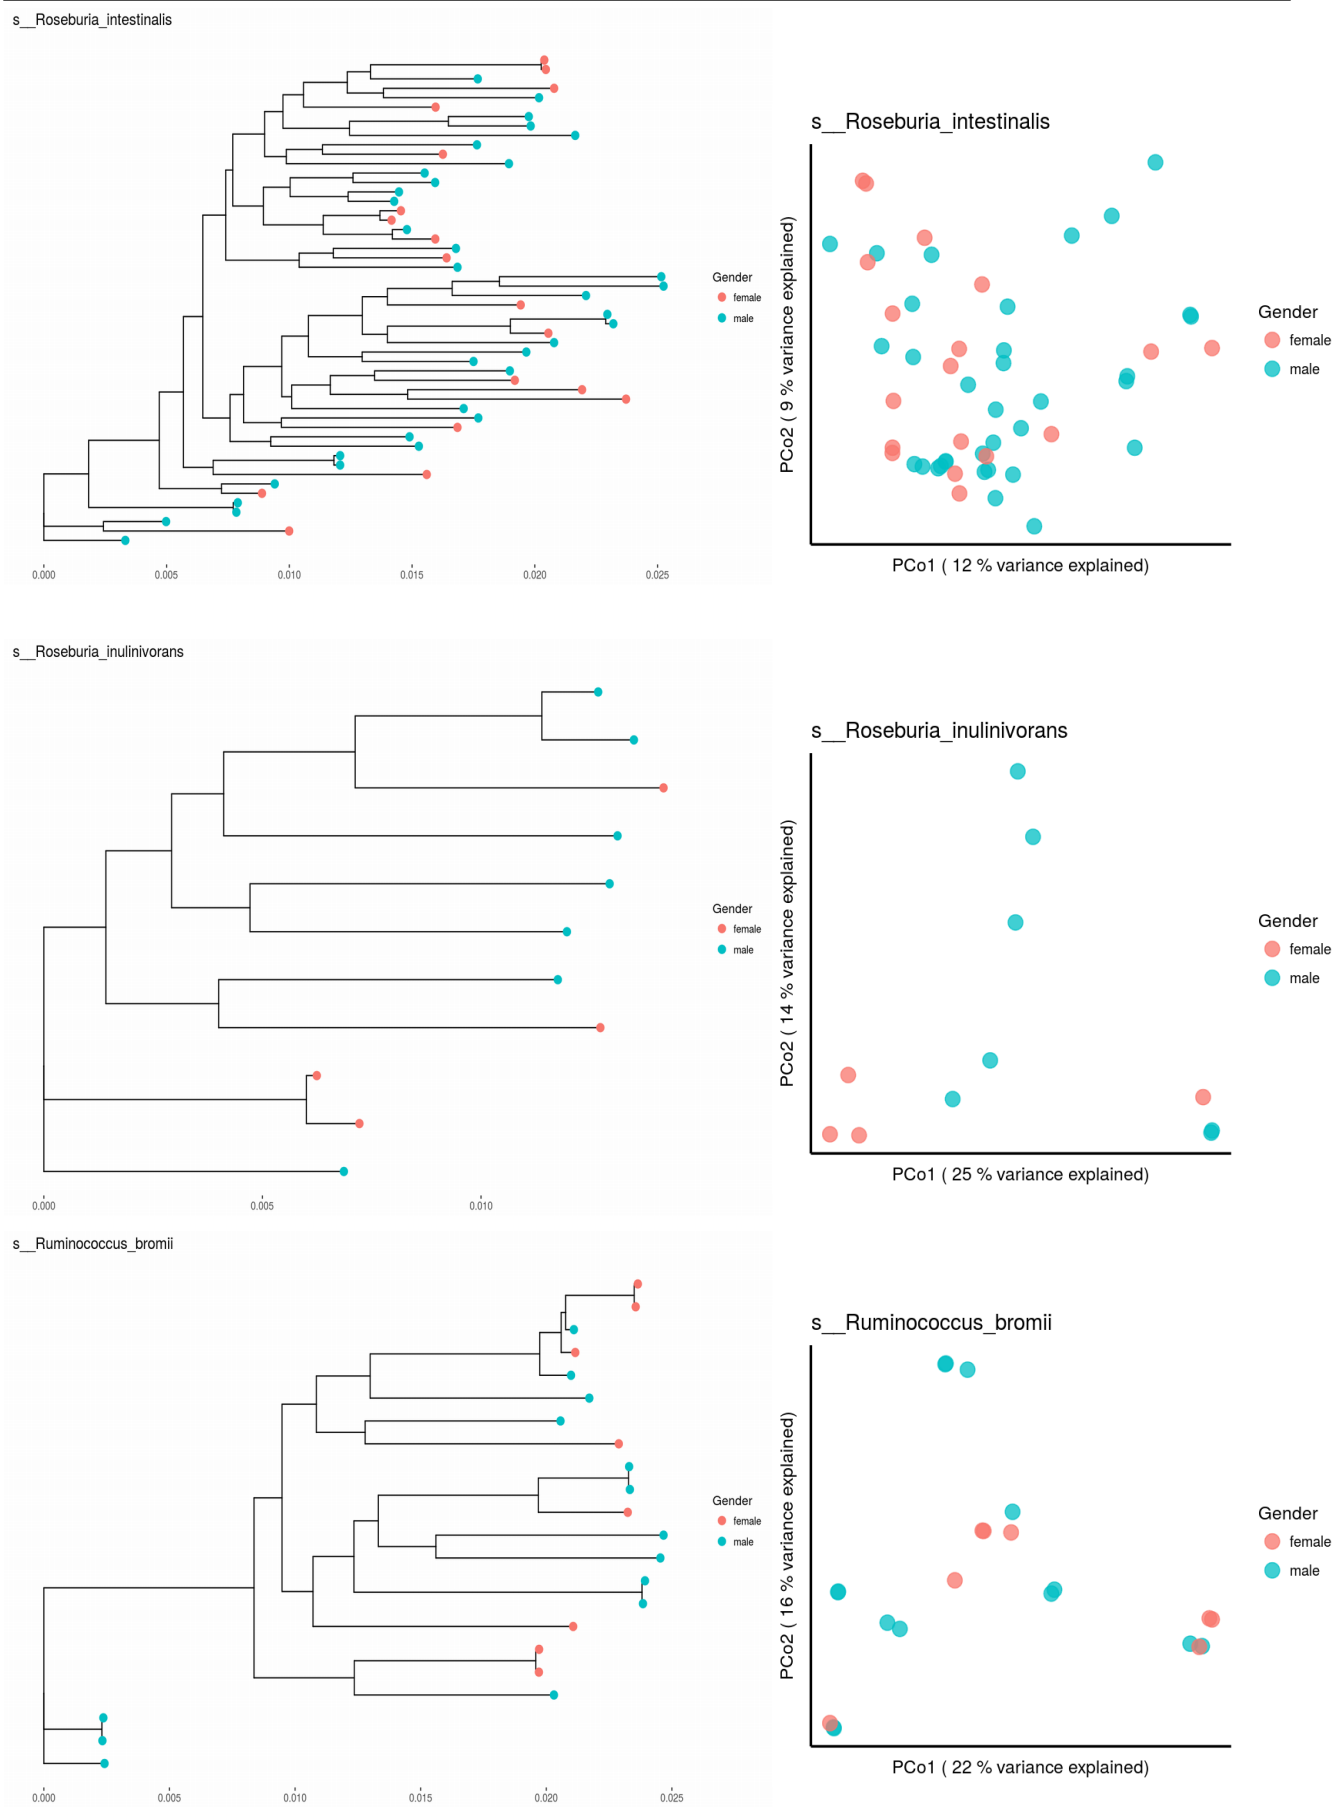 s__Roseburia_intestinalis
Gender
female
male
0.000 0.005 0.010 0.015 0.020 0.025
s__Roseburia_intestinalis
PCo2 ( 9 % variance explained)
PCo1 ( 12 % variance explained)
Gender
female
male
s__Roseburia_inulinivorans
Gender
female
male
0.000 0.005 0.010
s__Roseburia_inulinivorans
PCo2 ( 14 % variance explained)
PCo1 ( 25 % variance explained)
Gender
female
male
s__Ruminococcus_bromii
Gender
female
male
0.000 0.005 0.010 0.015 0.020 0.025
s__Ruminococcus_bromii
PCo2 ( 16 % variance explained)
PCo1 ( 22 % variance explained)
Gender
female
male